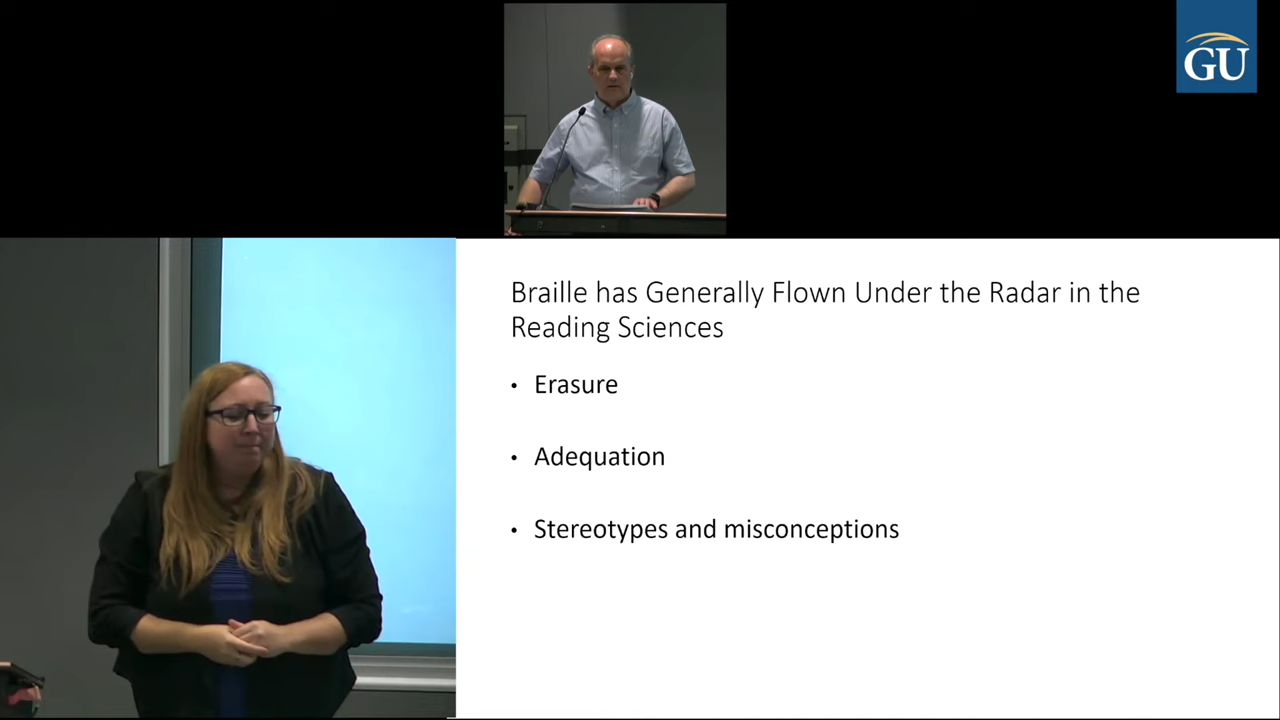 GU
Braille has Generally Flown Under the Radar in the
Reading Sciences
• Erasure
• Adequation
• Stereotypes and misconceptions